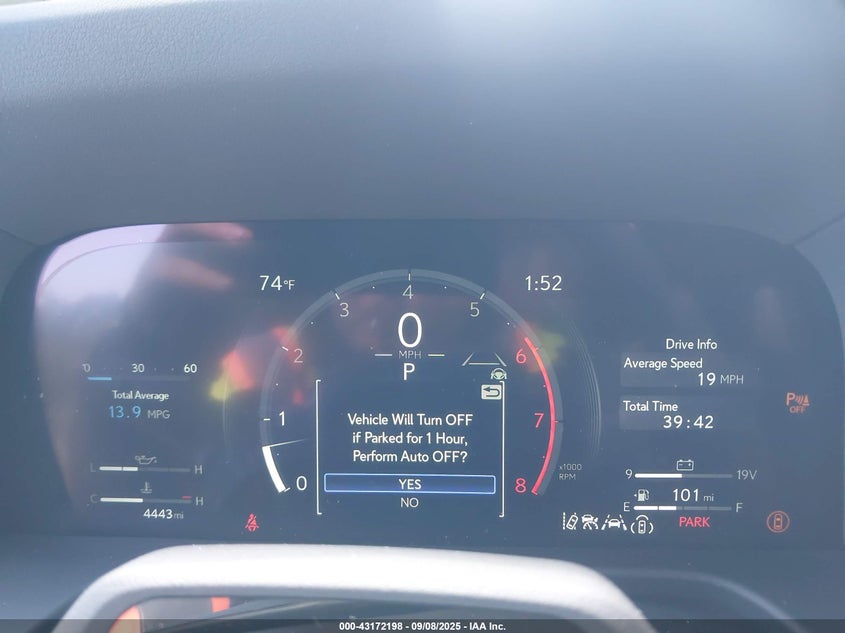 74°F
1:52
0
MPH
P
0
1
2
3
4
5
6
7
8
x1000
RPM
0 30 60
Total Average
13.9 MPG
L H
C H
4443 mi
Vehicle Will Turn OFF
if Parked for 1 Hour,
Perform Auto OFF?
YES
NO
Drive Info
Average Speed
19 MPH
Total Time
39:42
P
OFF
9 19V
101 mi
E F
PARK
000-43172198 - 09/08/2025 - IAA Inc.